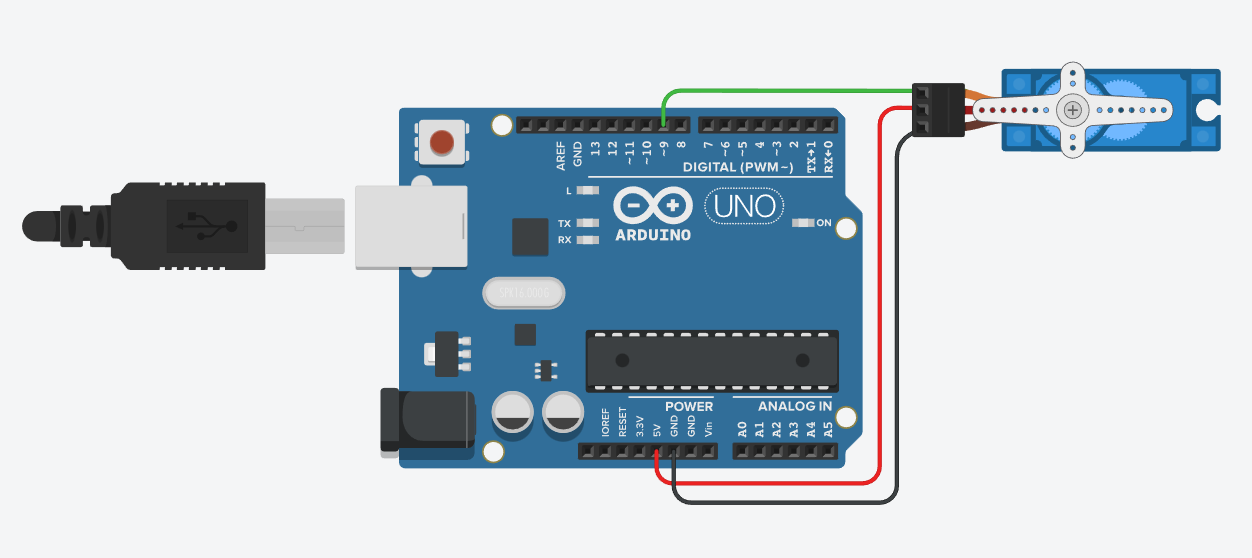 AREF
GND
13
12
~11
~10
~9
8
7
~6
~5
4
~3
2
TX→1
RX←0
DIGITAL (PWM~)
L
TX
RX
ARDUINO
UNO
ON
POWER
ANALOG IN
IOREF
RESET
3.3V
5V
GND
GND
Vin
A0
A1
A2
A3
A4
A5